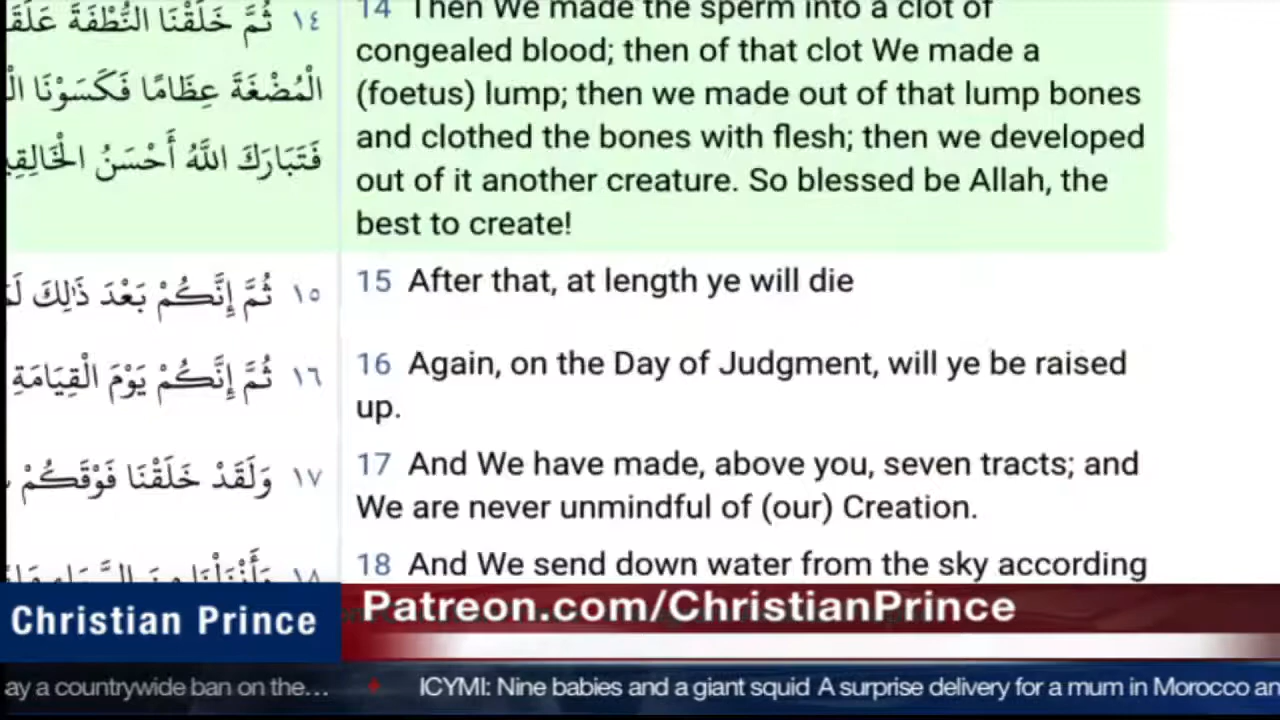 14 Then We made the sperm into a clot of
congealed blood; then of that clot We made a
(foetus) lump; then we made out of that lump bones
and clothed the bones with flesh; then we developed
out of it another creature. So blessed be Allah, the
best to create!
١٤ ثُمَّ خَلَقْنَا النُّطْفَةَ
الْمُضْغَةَ عِظَامًا فَكَسَوْنَا
فَتَبَارَكَ اللَّهُ أَحْسَنُ
15 After that, at length ye will die
١٥ ثُمَّ إِنَّكُمْ بَعْدَ ذَٰلِكَ
16 Again, on the Day of Judgment, will ye be raised
up.
١٦ ثُمَّ إِنَّكُمْ يَوْمَ الْقِيَامَةِ
17 And We have made, above you, seven tracts; and
We are never unmindful of (our) Creation.
١٧ وَلَقَدْ خَلَقْنَا فَوْقَكُمْ
18 And We send down water from the sky according
Christian Prince
Patreon.com/ChristianPrince
ay a countrywide ban on the... ICYMI: Nine babies and a giant squid A surprise delivery for a mum in Morocco an